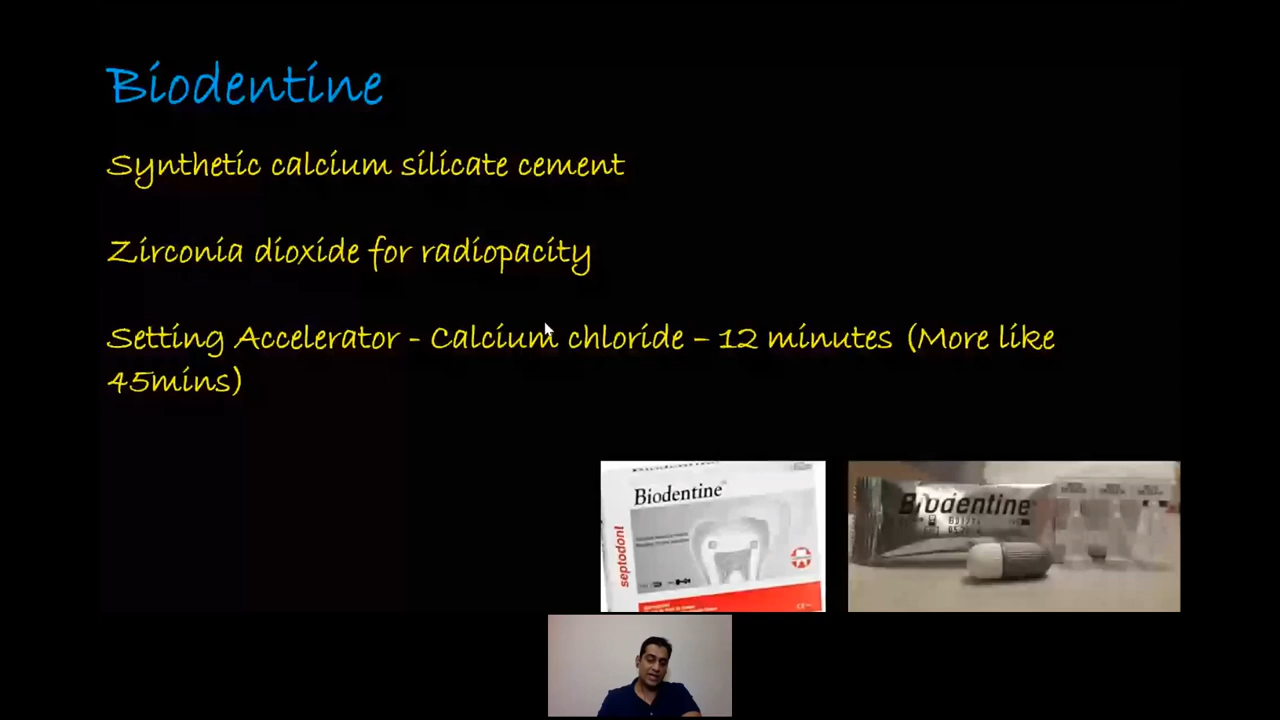 Biodentine
Synthetic calcium silicate cement
Zirconia dioxide for radiopacity
Setting Accelerator - Calcium chloride – 12 minutes (More like
45mins)
Biodentine
septodont
Biodentine